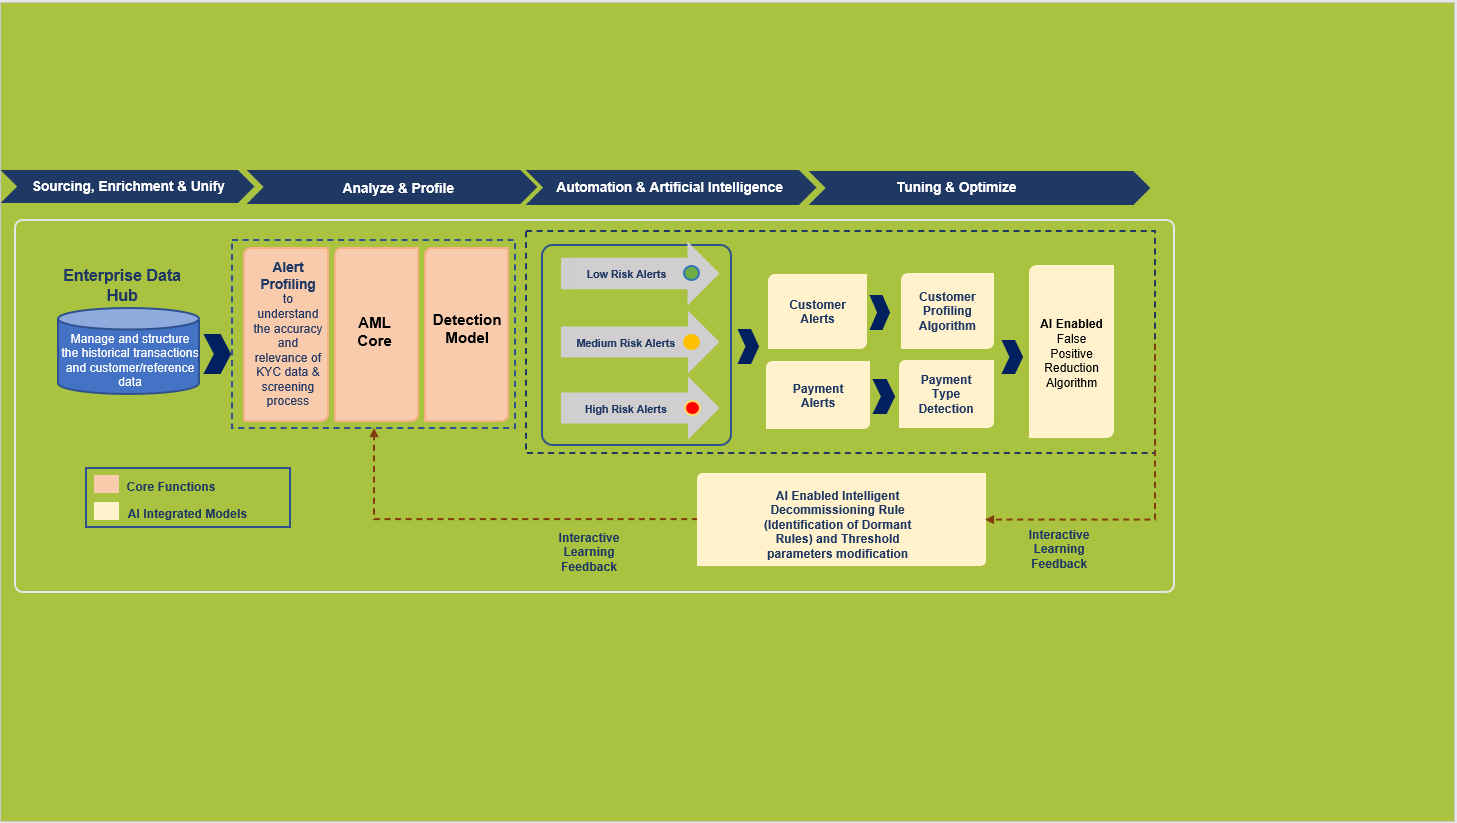 Sourcing, Enrichment & Unify
Analyze & Profile
Automation & Artificial Intelligence
Tuning & Optimize
Enterprise Data
Hub
Manage and structure
the historical transactions
and customer/reference
data
Alert
Profiling
to
understand
the accuracy
and
relevance of
KYC data &
screening
process
AML
Core
Detection
Model
Low Risk Alerts
Medium Risk Alerts
High Risk Alerts
Customer
Alerts
Customer
Profiling
Algorithm
Payment
Alerts
Payment
Type
Detection
AI Enabled
False
Positive
Reduction
Algorithm
Core Functions
AI Integrated Models
Interactive
Learning
Feedback
AI Enabled Intelligent
Decommissioning Rule
(Identification of Dormant
Rules) and Threshold
parameters modification
Interactive
Learning
Feedback